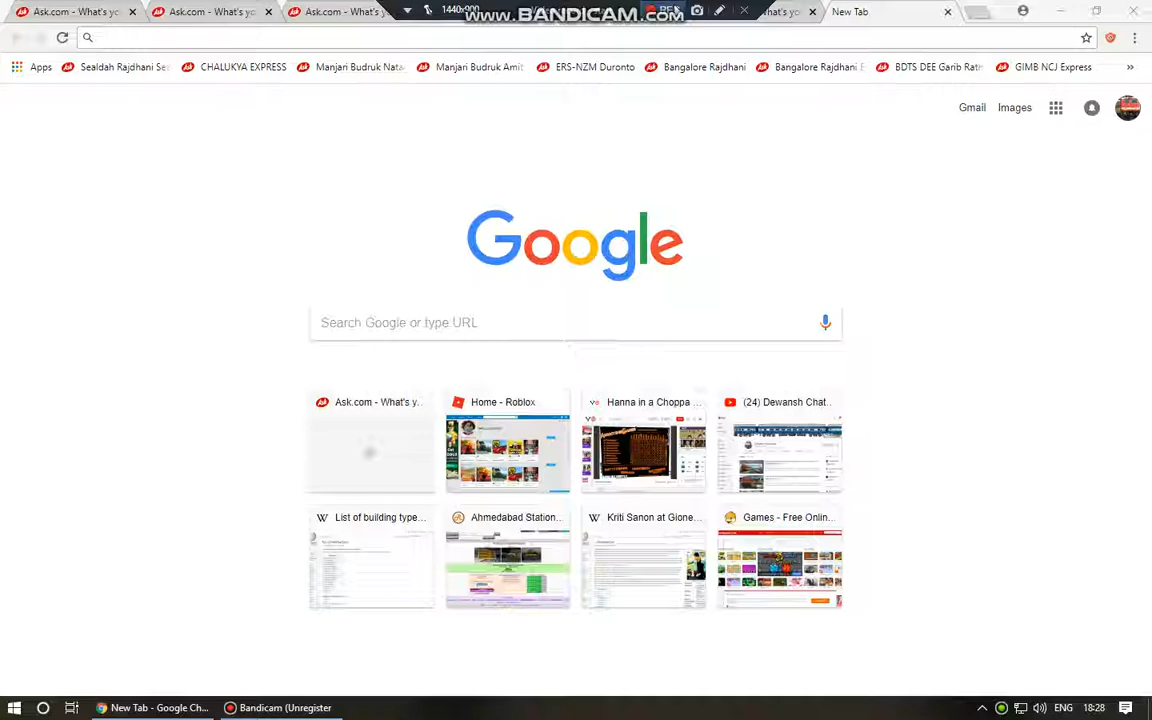 Ask.com - What's yo
Ask.com - What's yo
Ask.com - What's y
1440x900
www.BANDICAM.com
REC
hat's yo
New Tab
Apps
Sealdah Rajdhani Se
CHALUKYA EXPRESS
Manjari Budruk Nata
Manjari Budruk Amit
ERS-NZM Duronto
Bangalore Rajdhani
Bangalore Rajdhani E
BDTS DEE Garib Rath
GIMB NCJ Express
»
Gmail
Images
Google
Search Google or type URL
Ask.com - What's y...
Home - Roblox
Hanna in a Choppa ...
(24) Dewansh Chat...
List of building type...
Ahmedabad Station...
Kriti Sanon at Gione...
Games - Free Onlin...
New Tab - Google Ch...
Bandicam (Unregister
ENG
18:28